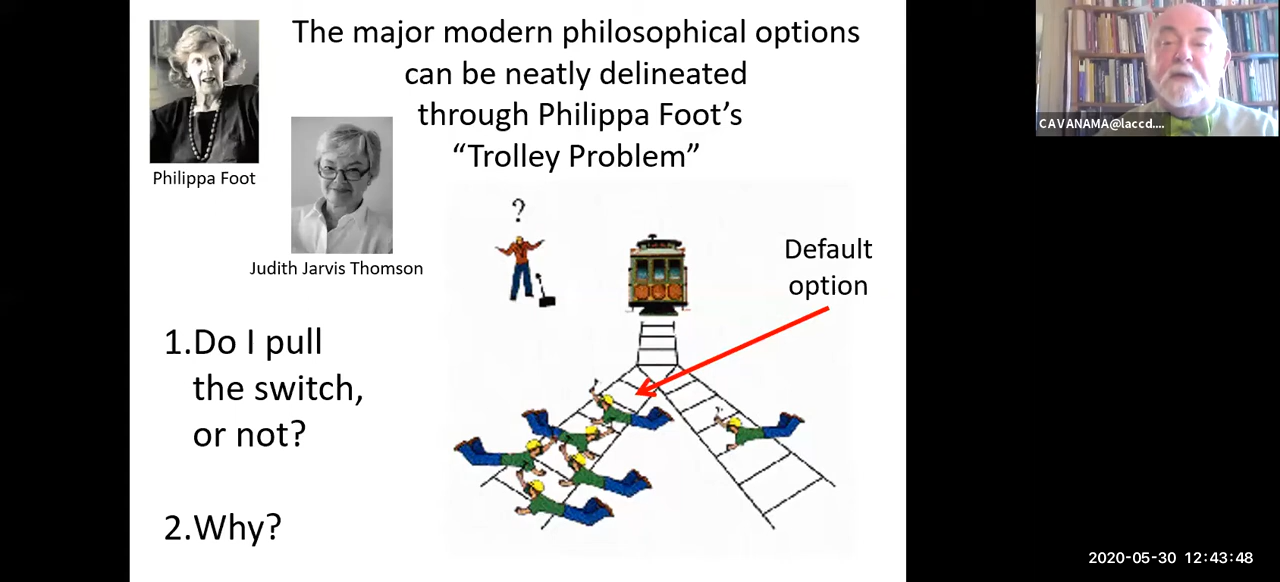 The major modern philosophical options
can be neatly delineated
through Philippa Foot's
“Trolley Problem”
Philippa Foot
Judith Jarvis Thomson
?
Default
option
1.Do I pull
the switch,
or not?
2.Why?
CAVANAMA@laccd....
2020-05-30 12:43:48